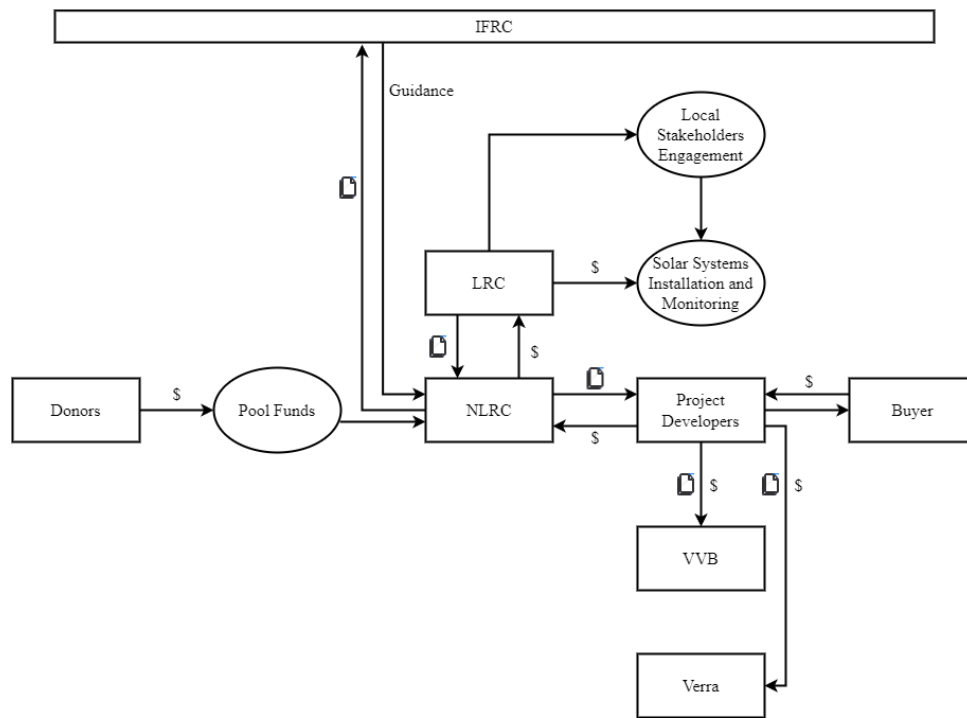 IFRC
Guidance
Local
Stakeholders
Engagement
LRC
$
Solar Systems
Installation and
Monitoring
$
Donors
$
Pool Funds
NLRC
$
Project
Developers
$
Buyer
$
$
VVB
Verra